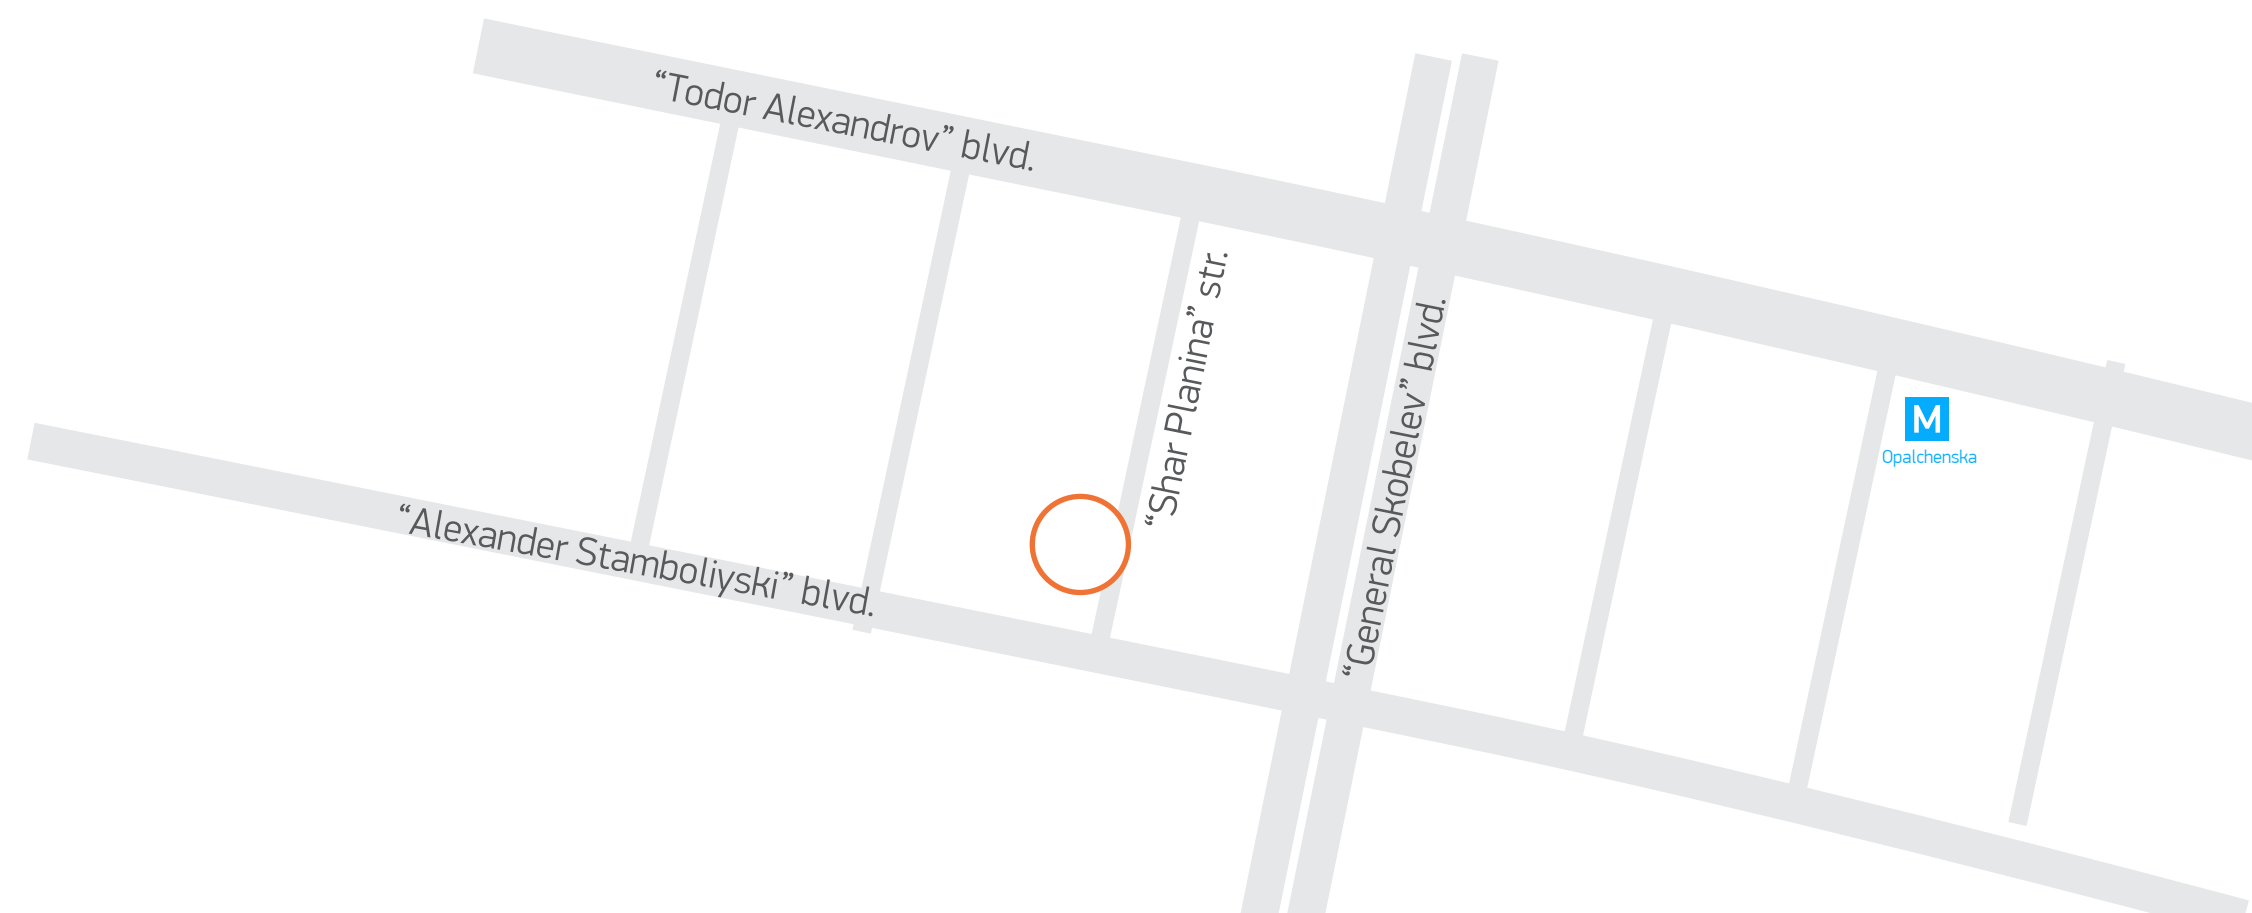 “Todor Alexandrov” blvd.
“Shar Planina” str.
“General Skobelev” blvd.
M
Opalchenska
“Alexander Stamboliyski” blvd.